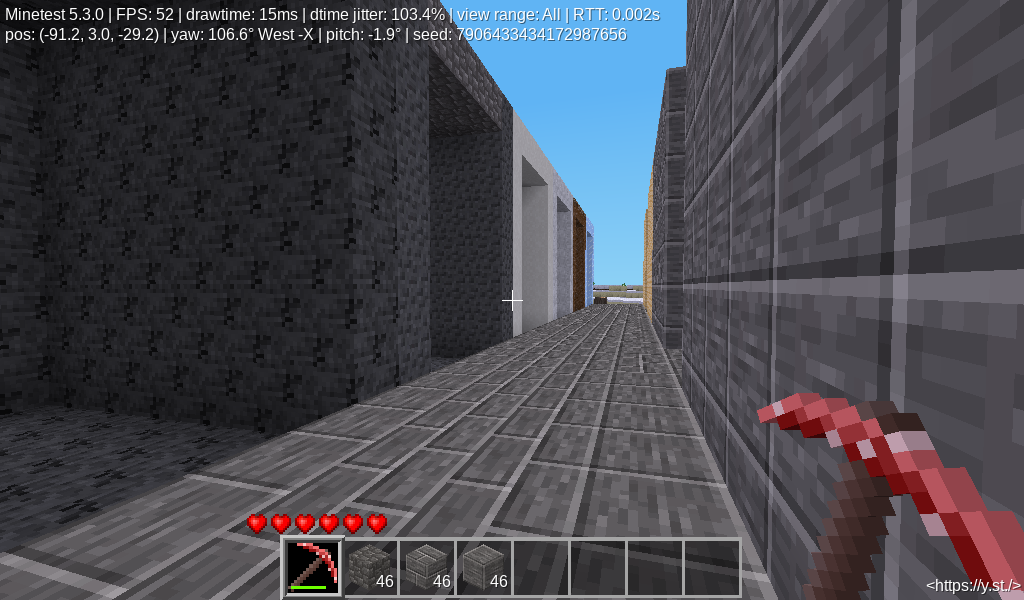 Minetest 5.3.0 | FPS: 52 | drawtime: 15ms | dtime jitter: 103.4% | view range: All | RTT: 0.002s
pos: (-91.2, 3.0, -29.2) | yaw: 106.6° West -X | pitch: -1.9° | seed: 7906433434172987656
46 46 46
<https://y.st./>